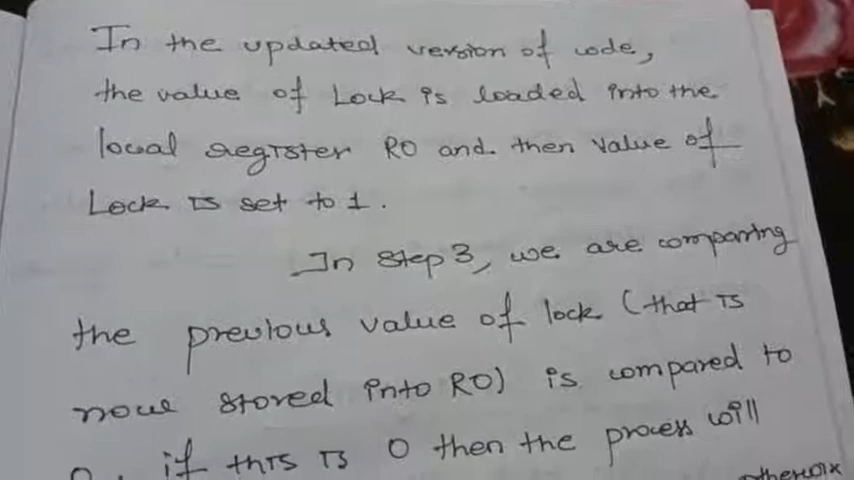 In the updated version of code,
the value of Lock is loaded into the
local register R0 and then value of
Lock is set to 1.
In step 3, we are comparing
the previous value of lock (that is
now stored into R0) is compared to
0. if this is 0 then the process will
otherwise